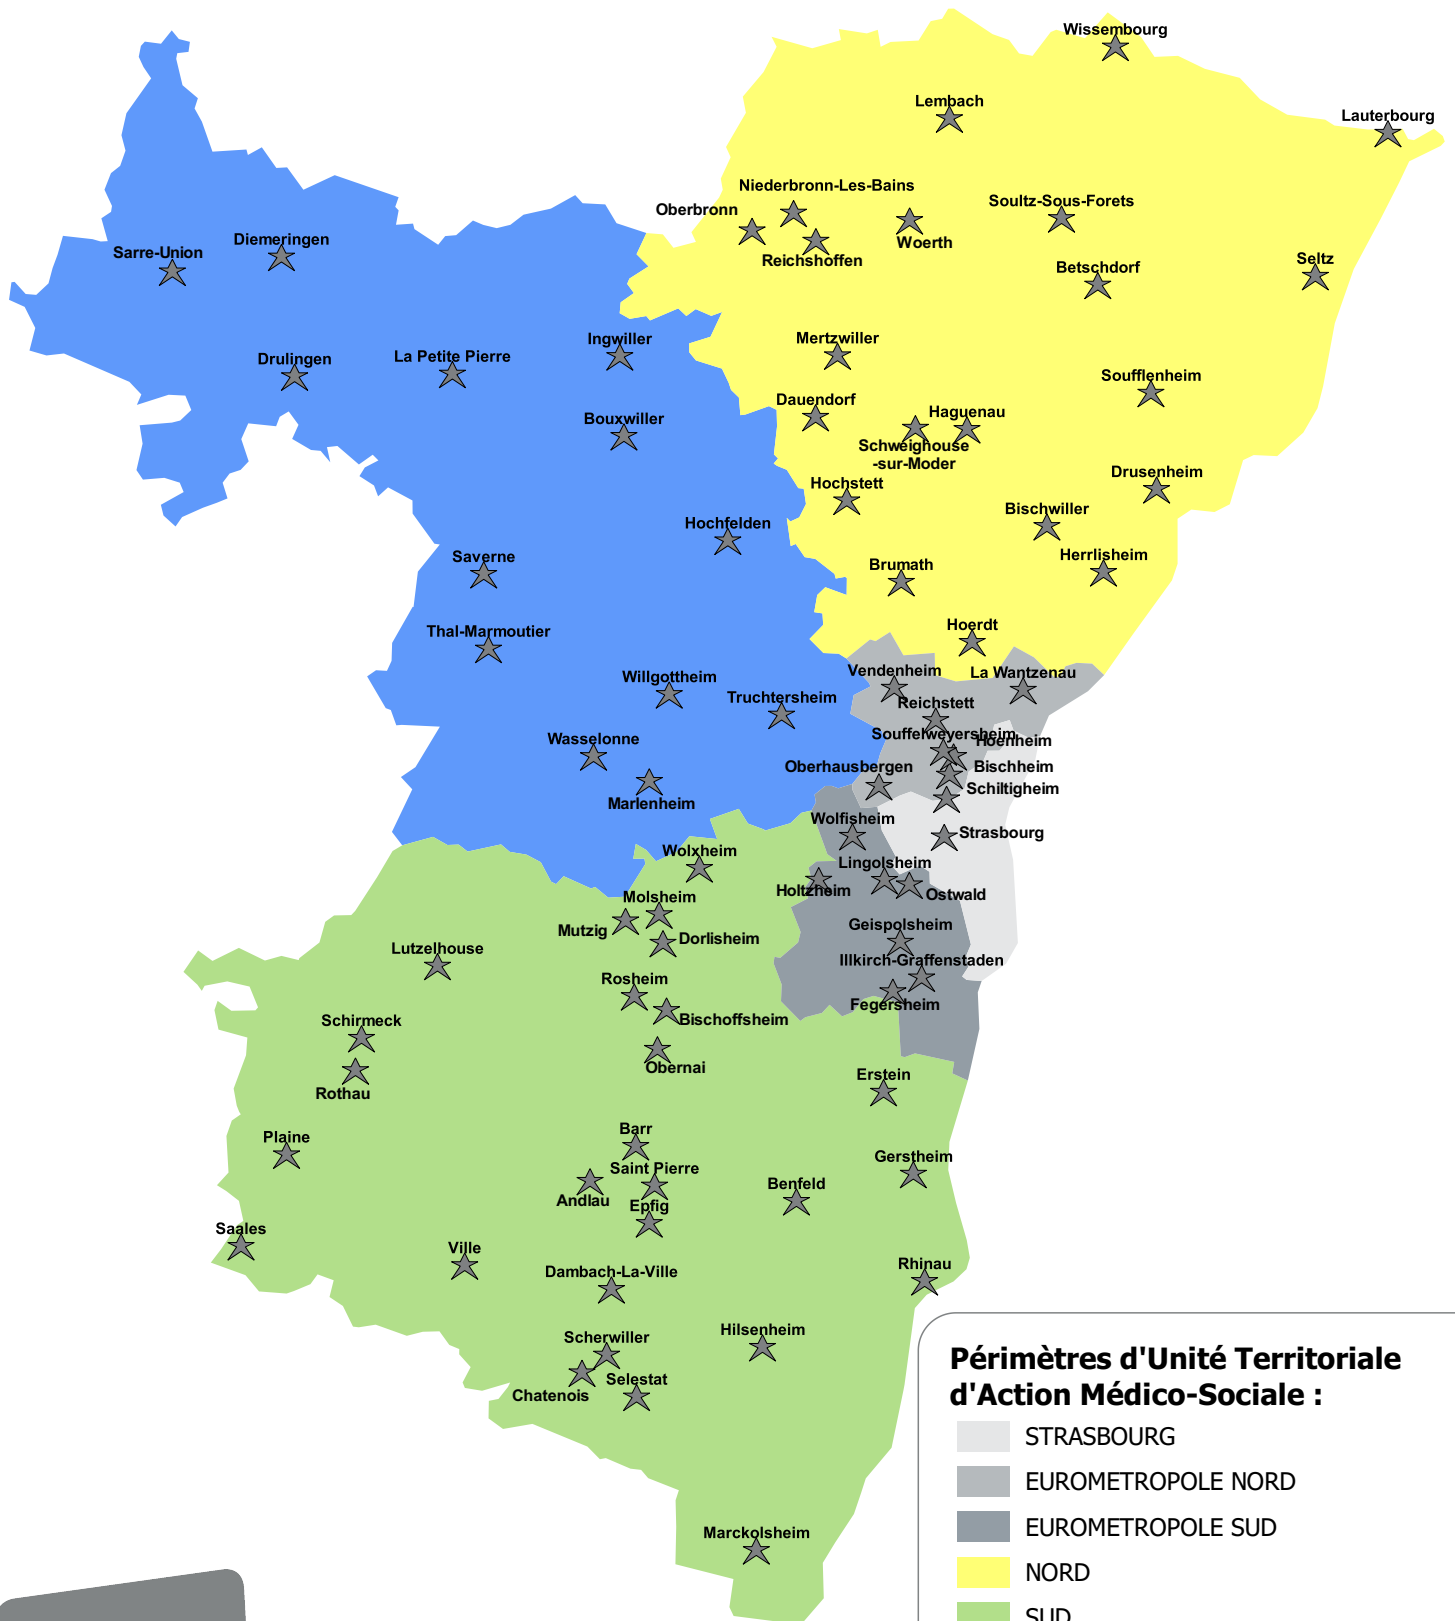 Wissembourg
Lembach
Lauterbourg
Niederbronn-Les-Bains
Oberbronn
Soultz-Sous-Forets
Woerth
Reichshoffen
Diemeringen
Sarre-Union
Betschdorf
Seltz
Ingwiller
Mertzwiller
La Petite Pierre
Drulingen
Soufflenheim
Dauendorf
Haguenau
Bouxwiller
Schweighouse
-sur-Moder
Drusenheim
Hochstett
Bischwiller
Hochfelden
Herrlisheim
Saverne
Brumath
Hoerdt
Thal-Marmoutier
Vendenheim
La Wantzenau
Willgottheim
Truchtersheim
Reichstett
Souffelweyersheim
Hoenheim
Wasselonne
Oberhausbergen
Bischheim
Schiltigheim
Marlenheim
Wolfisheim
Strasbourg
Wolxheim
Lingolsheim
Holtzheim
Ostwald
Molsheim
Mutzig
Dorlisheim
Geispolsheim
Lutzelhouse
Illkirch-Graffenstaden
Rosheim
Fegersheim
Bischoffsheim
Schirmeck
Obernai
Erstein
Rothau
Barr
Plaine
Gerstheim
Saint Pierre
Benfeld
Andlau
Epfig
Saales
Ville
Rhinau
Dambach-La-Ville
Hilsenheim
Scherwiller
Selestat
Chatenois
Marckolsheim
Périmètres d'Unité Territoriale
d'Action Médico-Sociale :
STRASBOURG
EUROMETROPOLE NORD
EUROMETROPOLE SUD
NORD
SUD